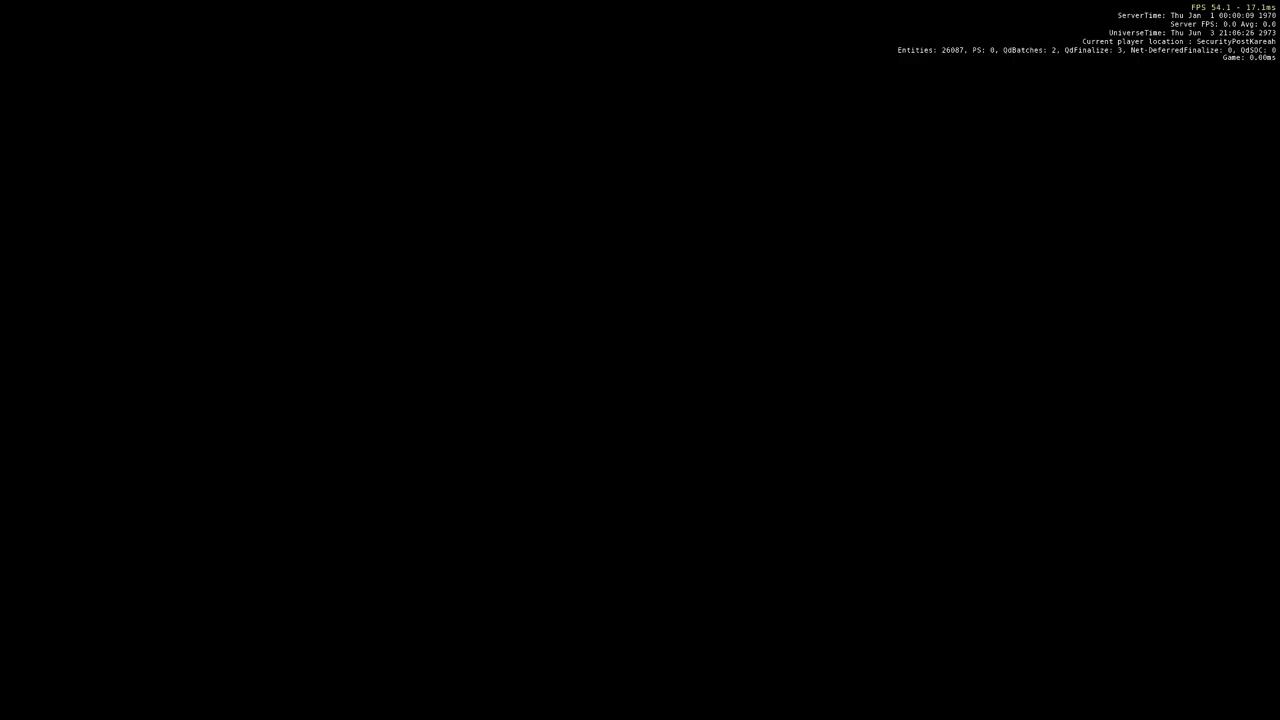 FPS 54.1 - 17.1ms
ServerTime: Thu Jan  1 00:00:09 1970
Server FPS: 0.0 Avg: 0.0
UniverseTime: Thu Jun  3 21:06:26 2973
Current player location : SecurityPostKareah
Entities: 26087, PS: 0, QdBatches: 2, QdFinalize: 3, Net-DeferredFinalize: 0, QdSOC: 0
Game: 0.00ms